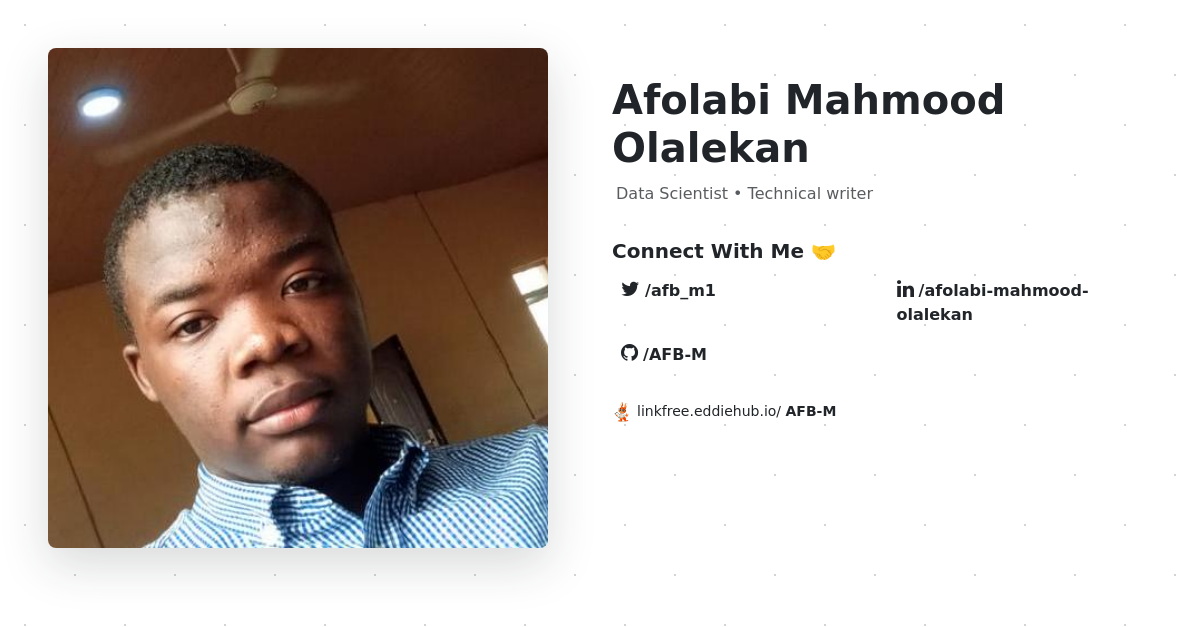 Afolabi Mahmood
Olalekan
Data Scientist • Technical writer
Connect With Me 🤝
/afb_m1
/afolabi-mahmood-
olalekan
/AFB-M
linkfree.eddiehub.io/ AFB-M